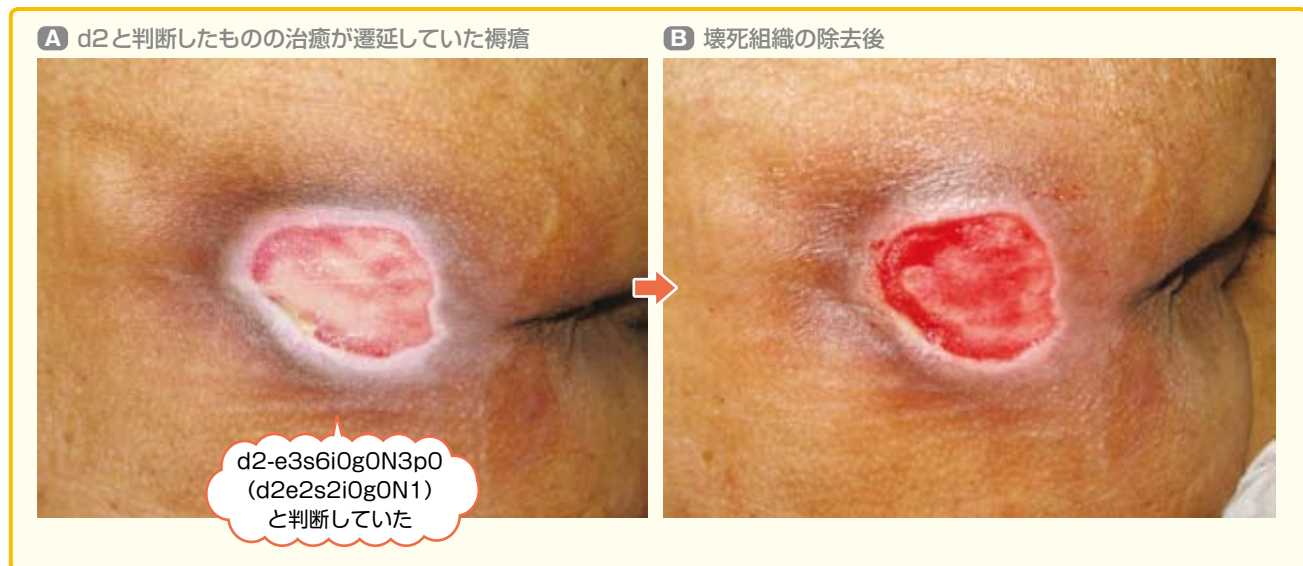 A d2と判断したものの治癒が遷延していた褥瘡
B 壊死組織の除去後
d2-e3s6i0g0N3p0
(d2e2s2i0g0N1)
と判断していた